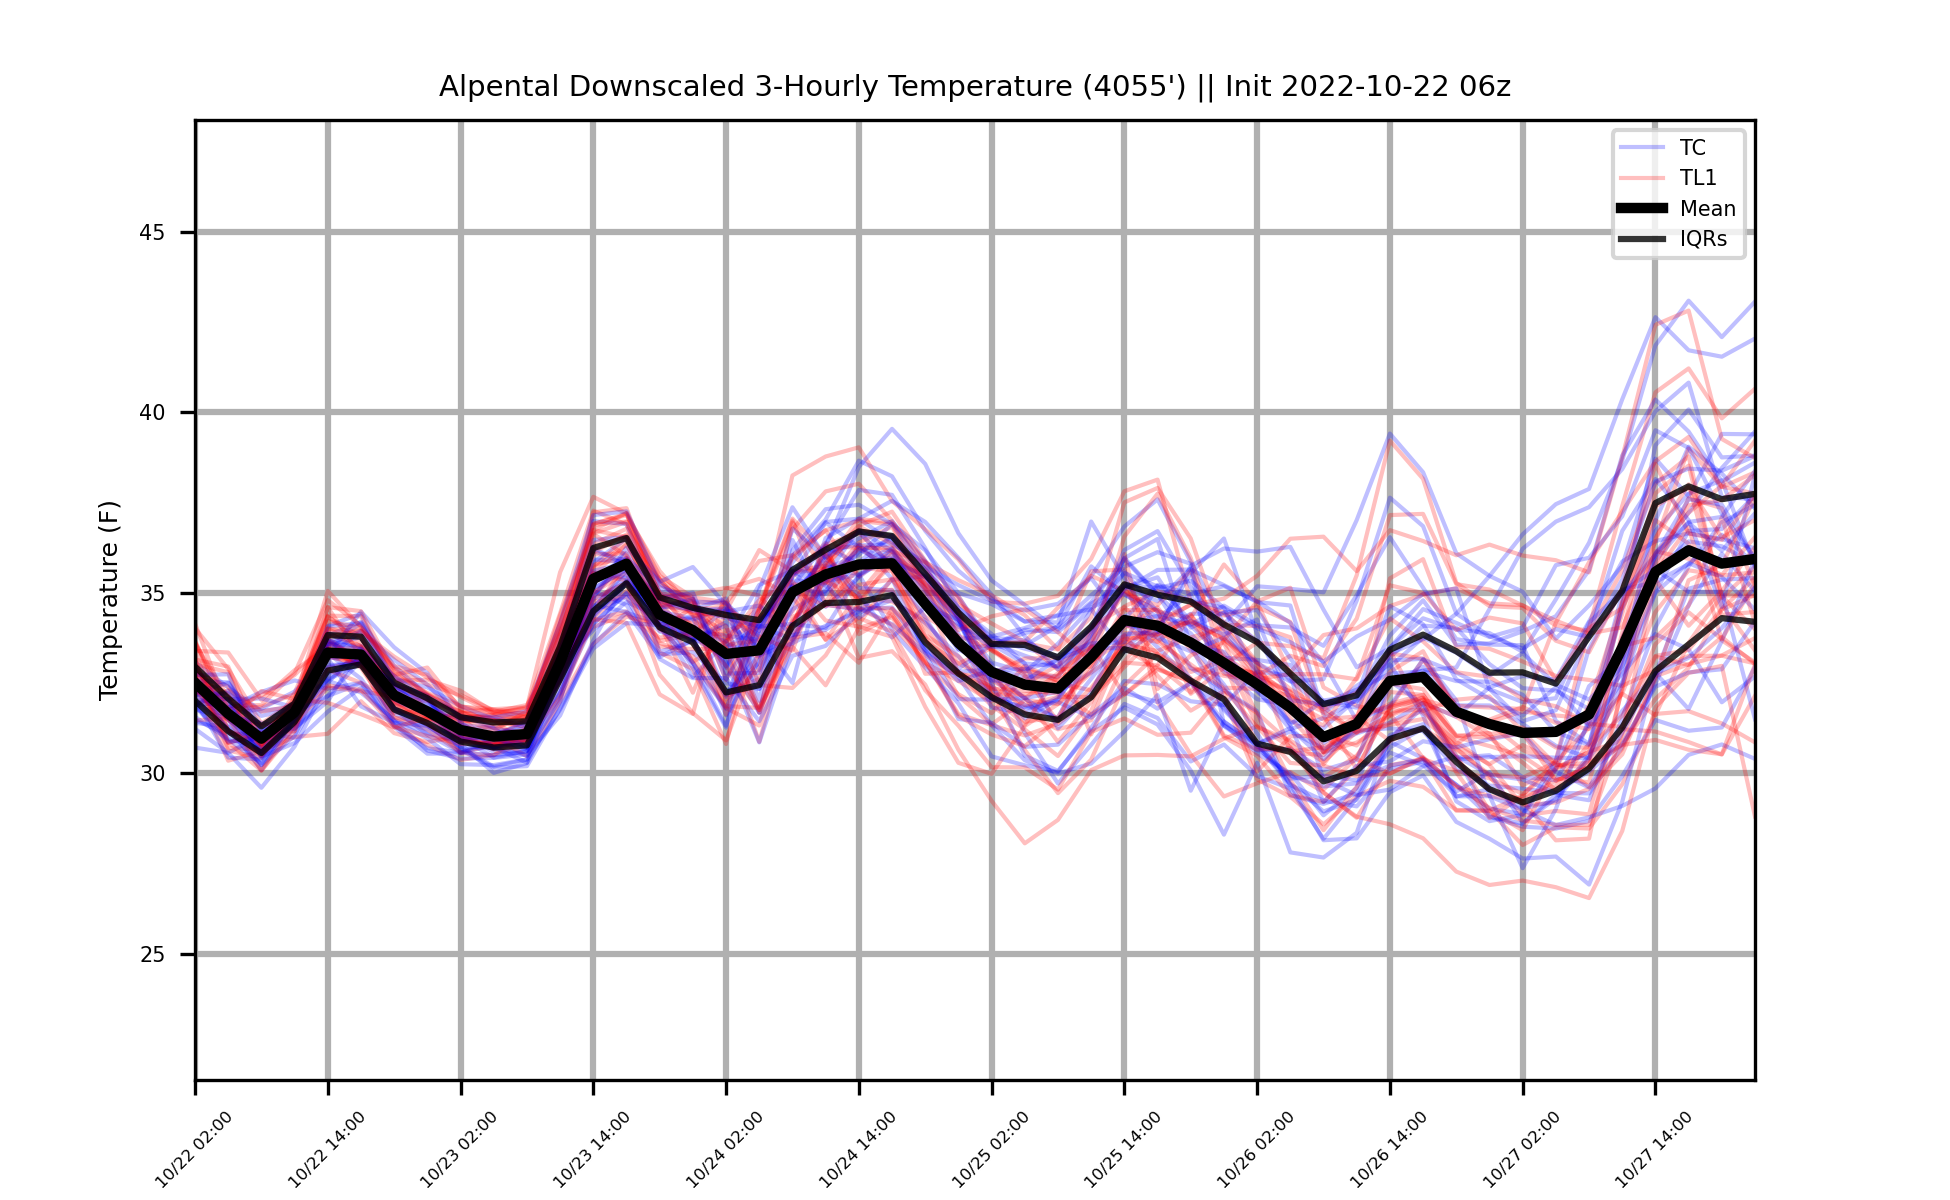 Alpental Downscaled 3-Hourly Temperature (4055') || Init 2022-10-22 06z
TC
TL1
Mean
IQRs
Temperature (F)
45
40
35
30
25
10/22 02:00
10/22 14:00
10/23 02:00
10/23 14:00
10/24 02:00
10/24 14:00
10/25 02:00
10/25 14:00
10/26 02:00
10/26 14:00
10/27 02:00
10/27 14:00